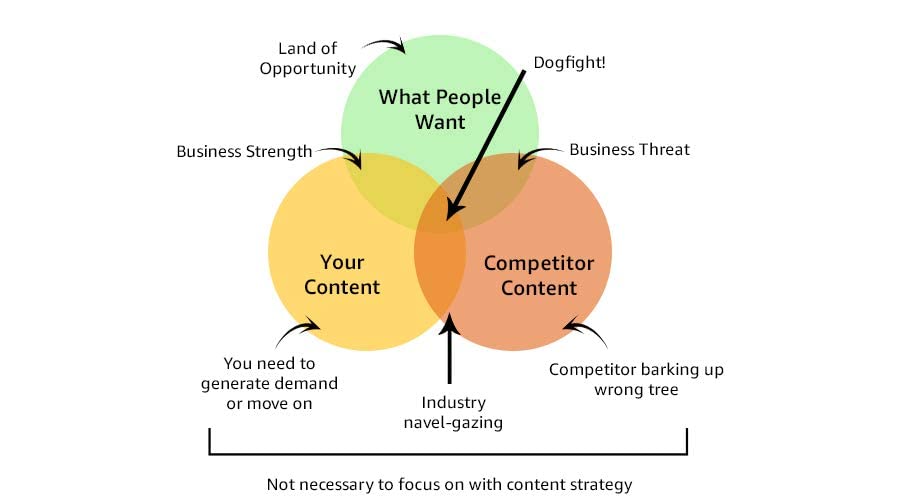 Land of
Opportunity
Dogfight!
What People
Want
Business Strength
Business Threat
Your
Content
Competitor
Content
You need to
generate demand
or move on
Industry
navel-gazing
Competitor barking up
wrong tree
Not necessary to focus on with content strategy